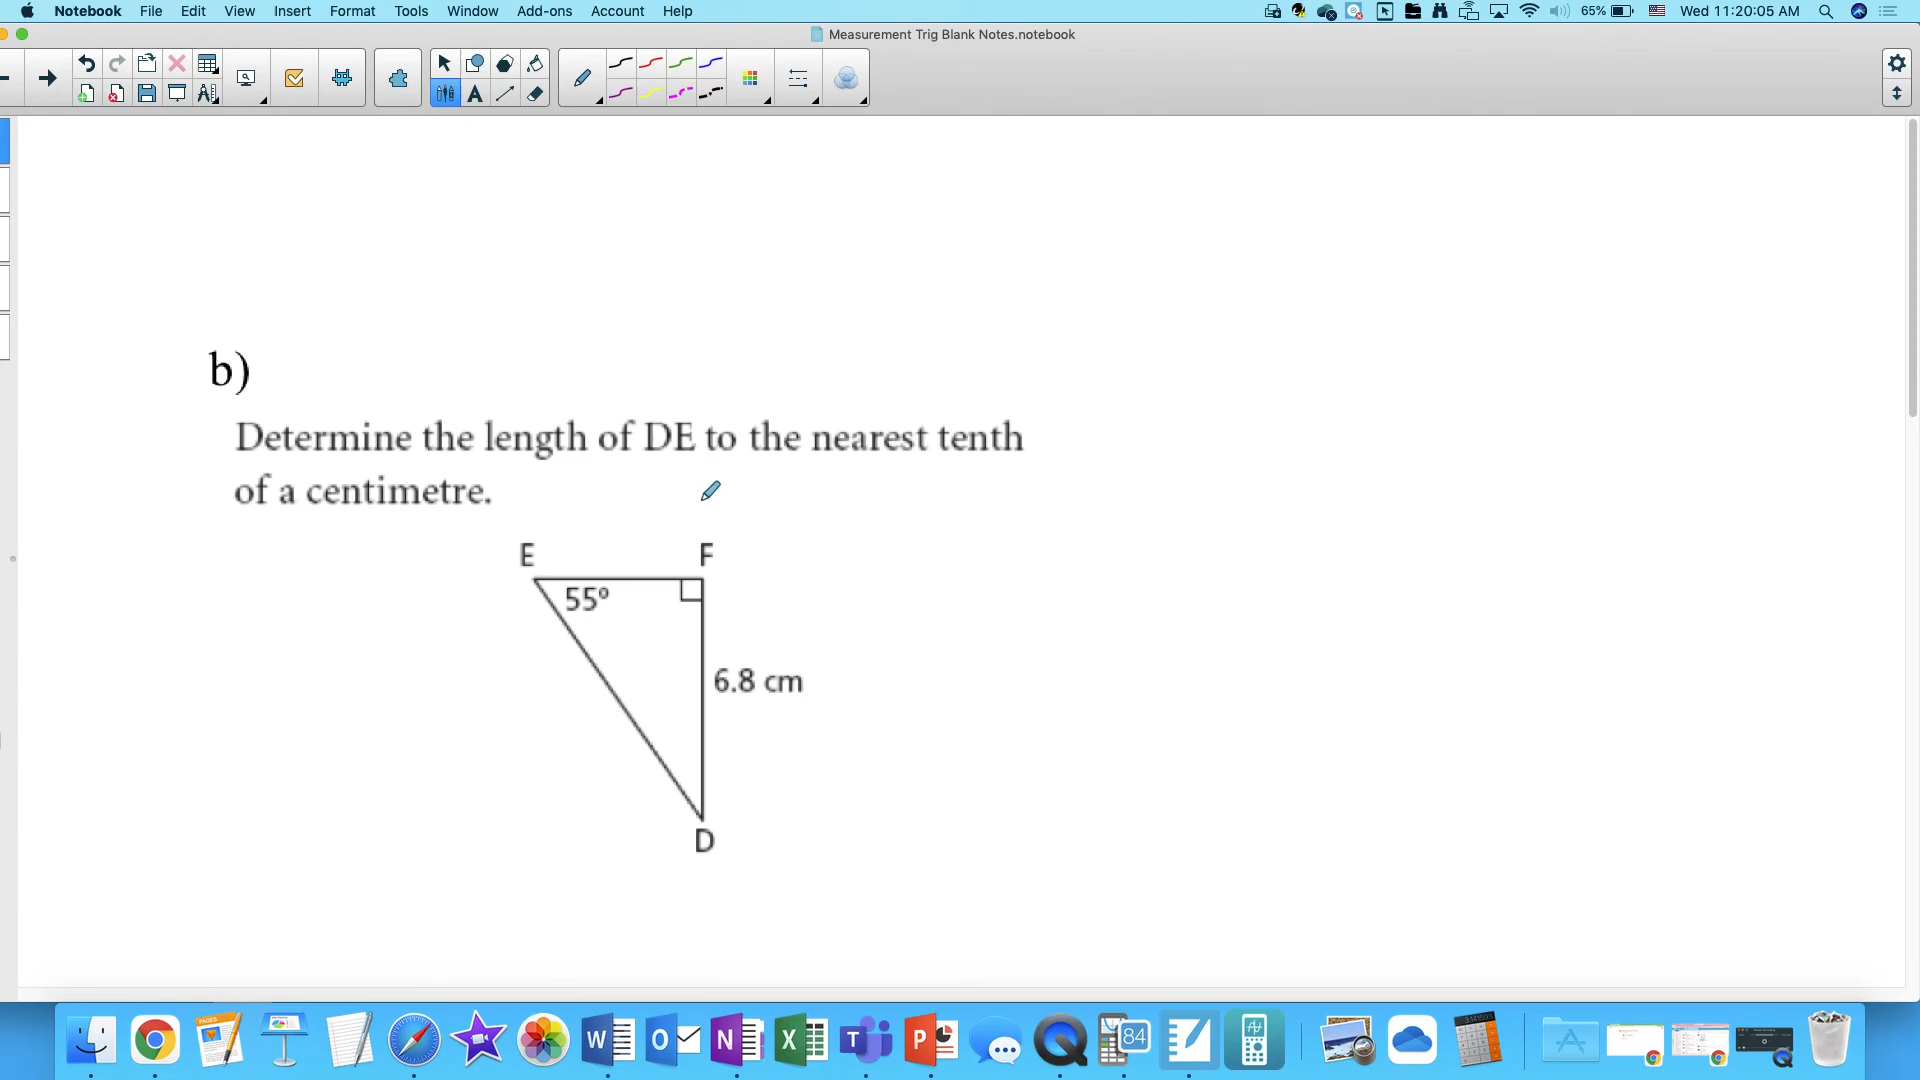 Notebook File Edit View Insert Format Tools Window Add-ons Account Help 65% Wed 11:20:05 AM
Measurement Trig Blank Notes.notebook
b)
Determine the length of DE to the nearest tenth
of a centimetre.
E F
55º
6.8 cm
D